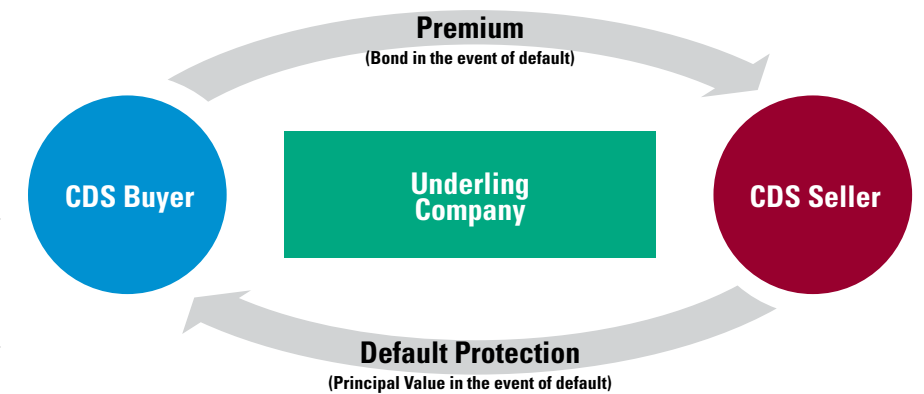 Premium
(Bond in the event of default)
CDS Buyer
Underling
Company
CDS Seller
Default Protection
(Principal Value in the event of default)